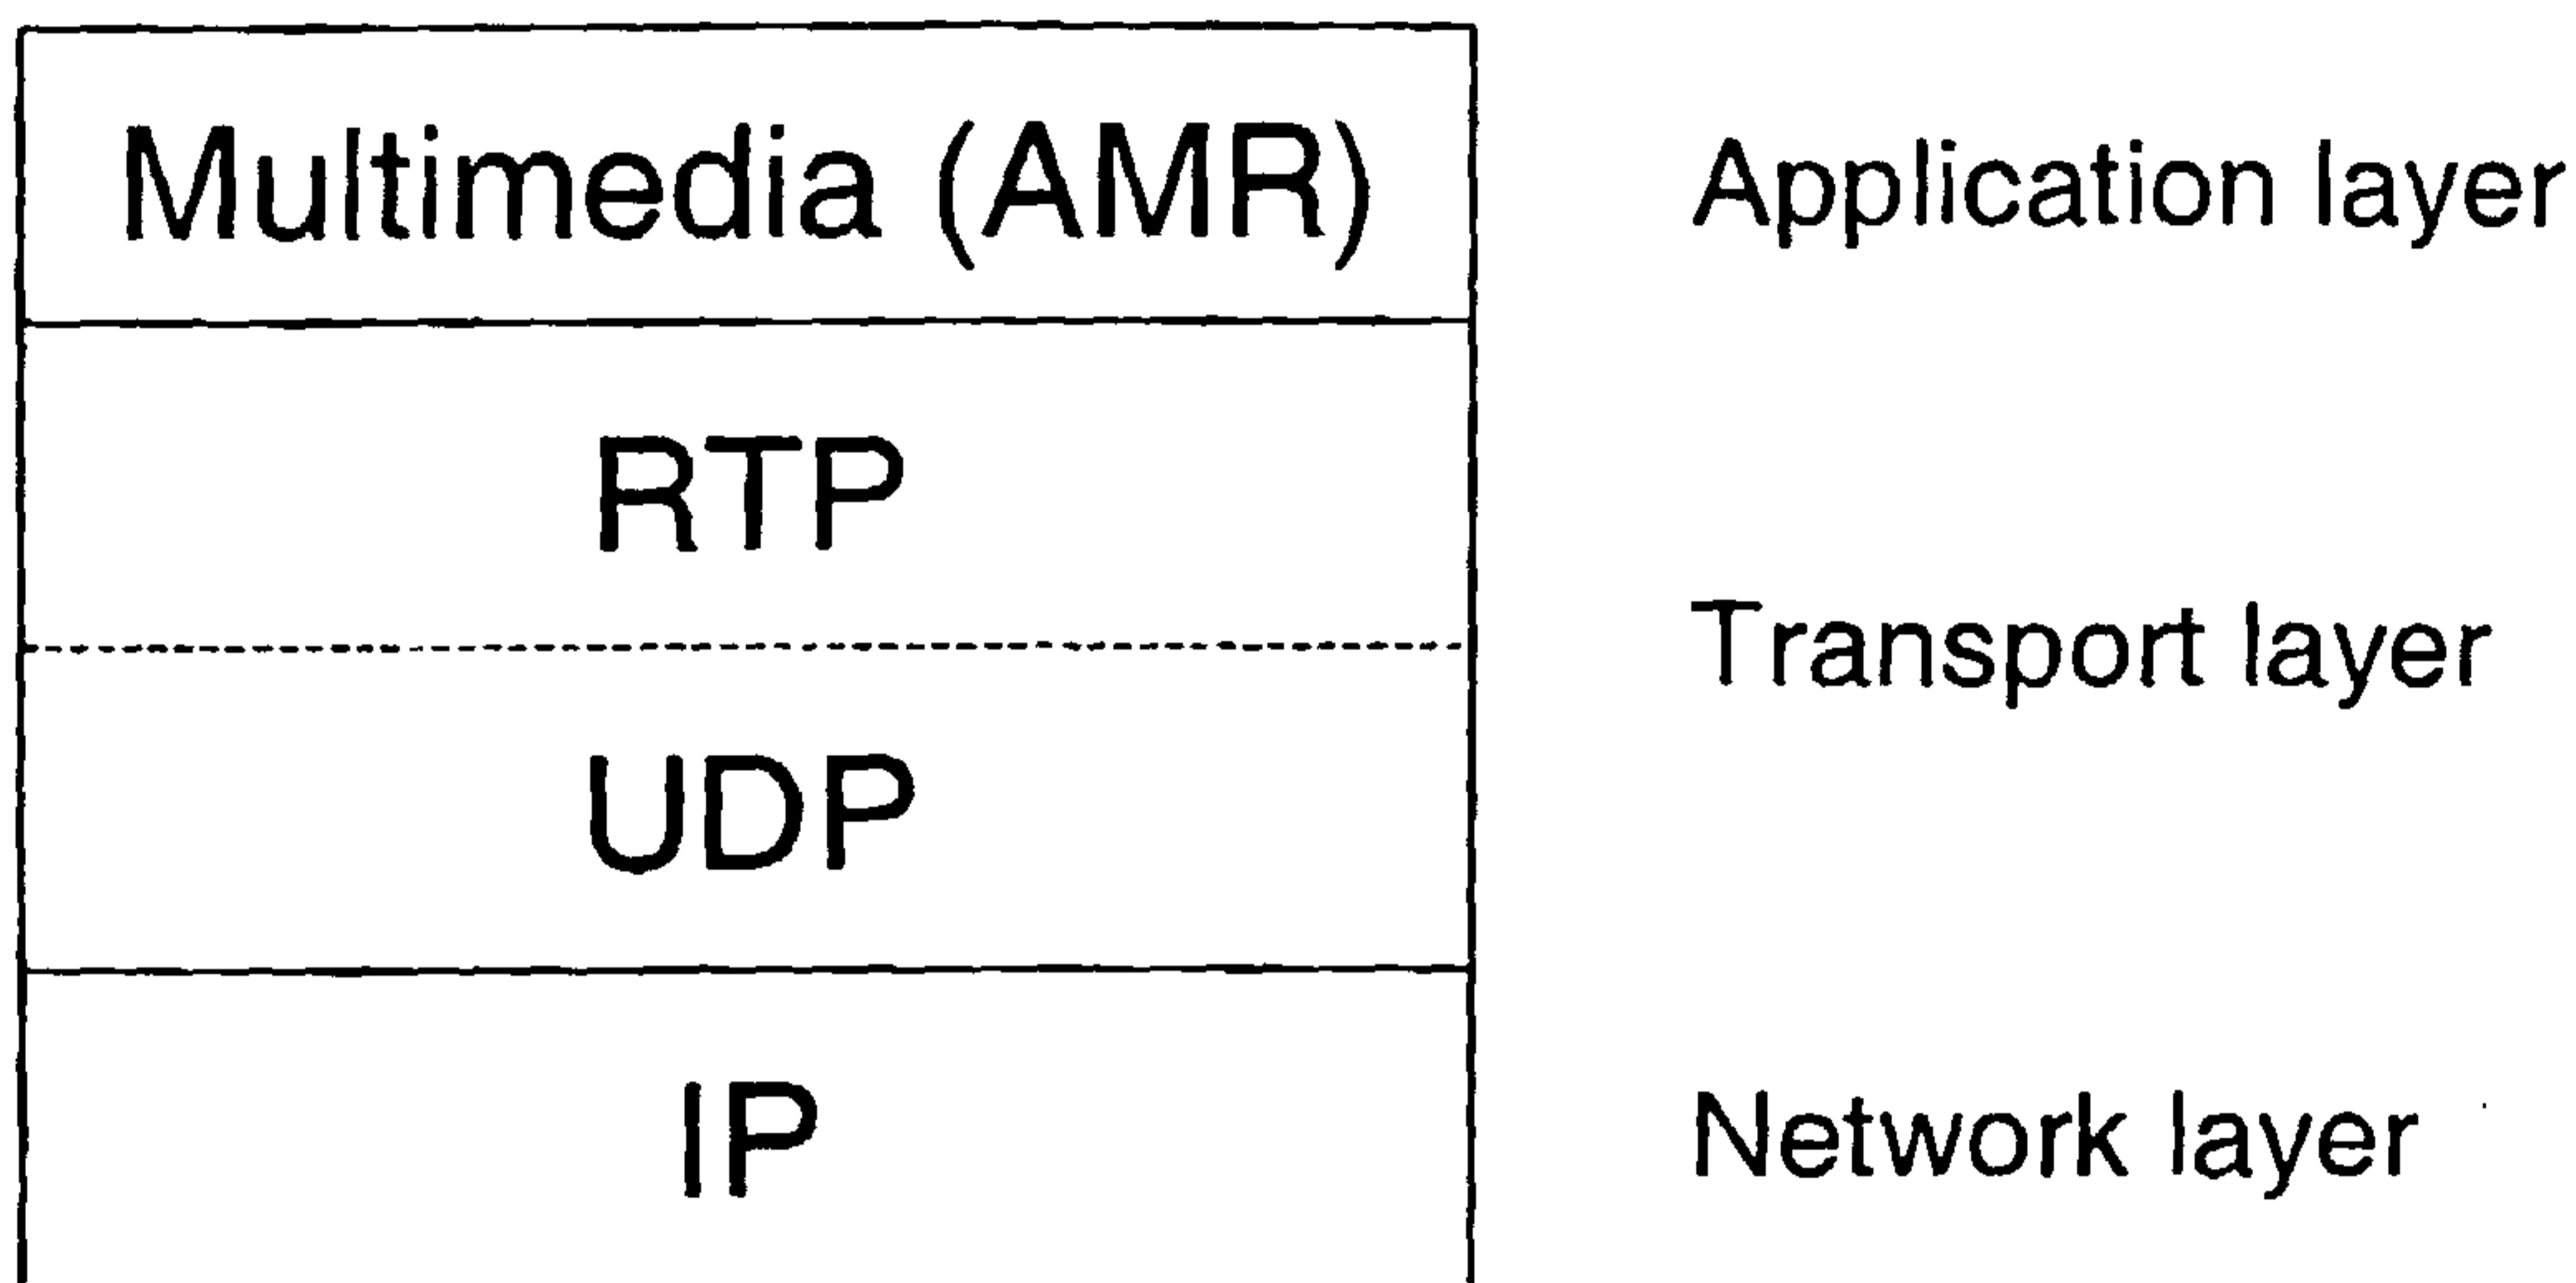 Multimedia (AMR) Application layer
RTP
Transport layer
UDP
IP Network layer